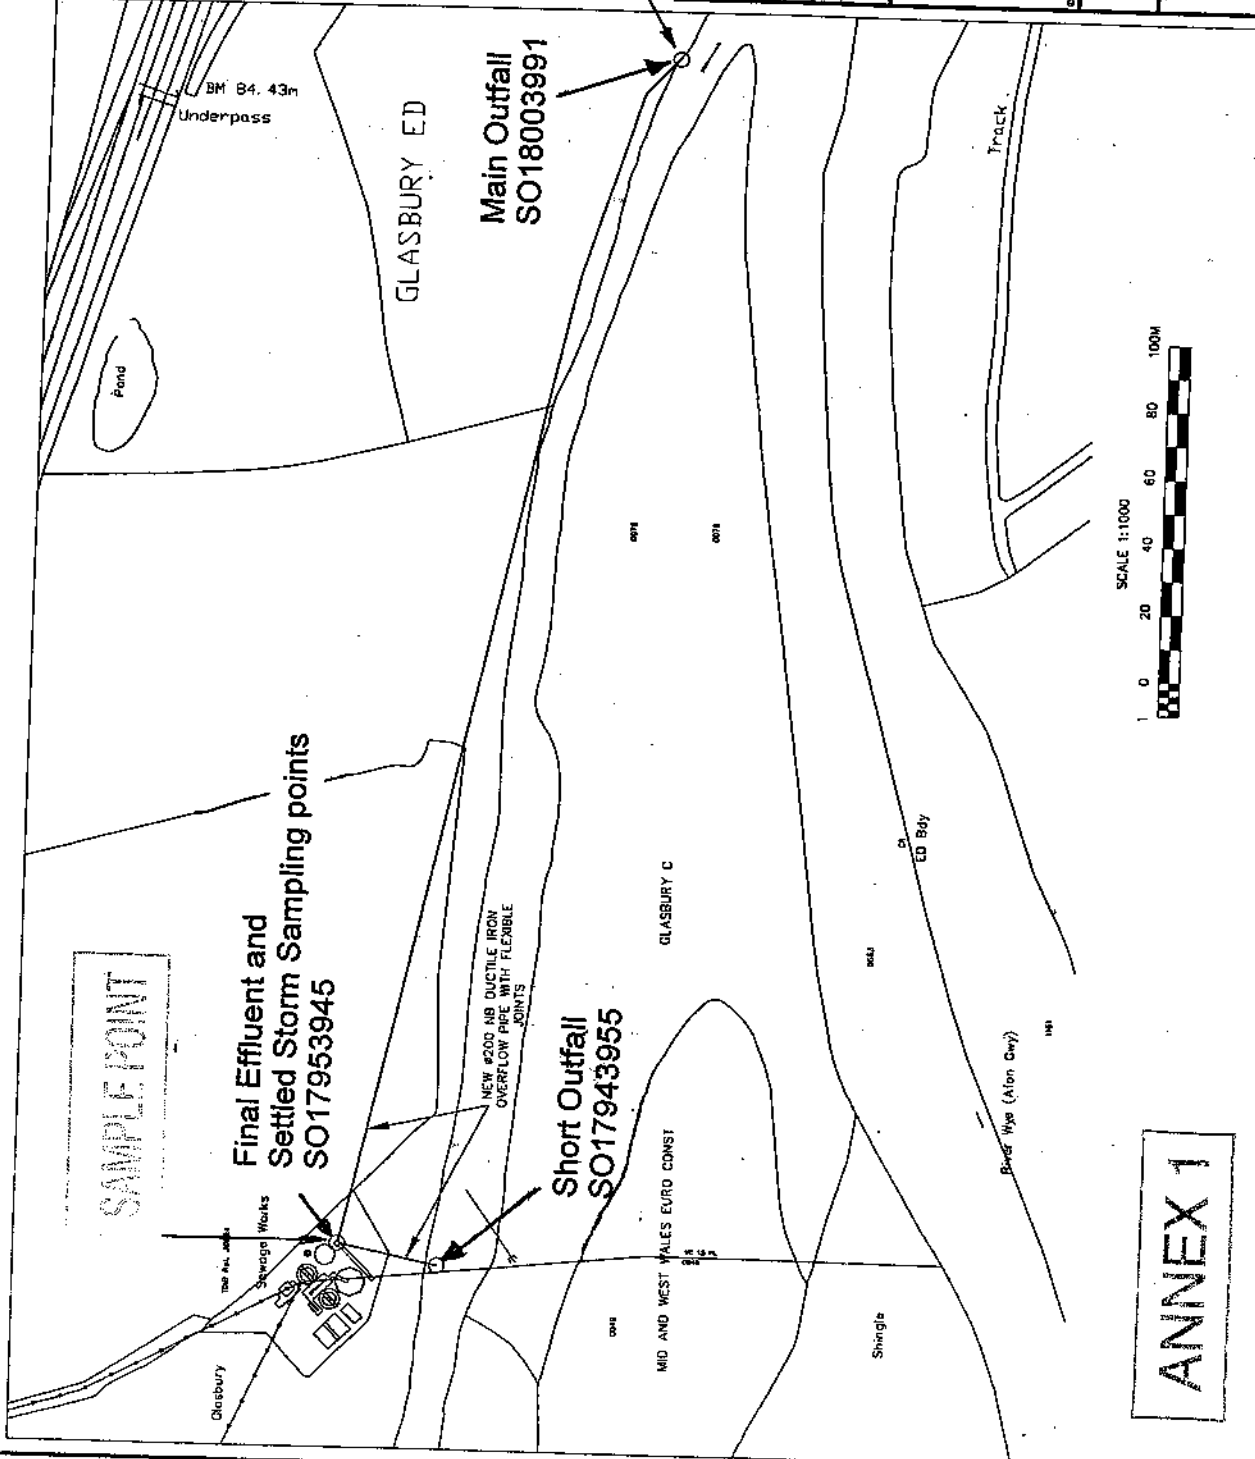 BM 84.43m
Underpass
GLASBURY ED
Main Outfall
SO18003991
Track
Pond
SAMPLE POINT
Final Effluent and
Settled Storm Sampling points
SO17953945
NEW ø200 NB DUCTILE IRON
OVERFLOW PIPE WITH FLEXIBLE
JOINTS
Short Outfall
SO17943955
Sewage Works
Glasbury
GLASBURY C
MID AND WEST WALES EURO CONST
Shingle
ED Bdy
River Wye (Afon Gwy)
SCALE 1:1000
1 0 20 40 60 80 100M
ANNEX 1